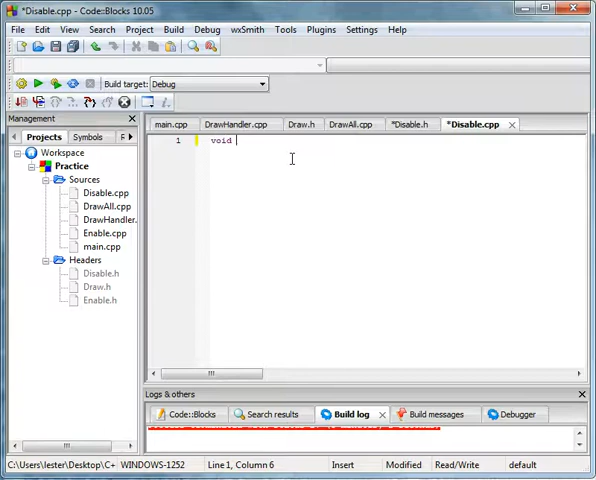 *Disable.cpp - Code::Blocks 10.05
File Edit View Search Project Build Debug wxSmith Tools Plugins Settings Help
Build target: Debug
Management
Projects Symbols F
main.cpp DrawHandler.cpp Draw.h DrawAll.cpp *Disable.h *Disable.cpp
1 void
Workspace
Practice
Sources
Disable.cpp
DrawAll.cpp
DrawHandler.
Enable.cpp
main.cpp
Headers
Disable.h
Draw.h
Enable.h
Logs & others
Code::Blocks Search results Build log Build messages Debugger
C:\Users\lester\Desktop\C+ WINDOWS-1252 Line 1, Column 6 Insert Modified Read/Write default